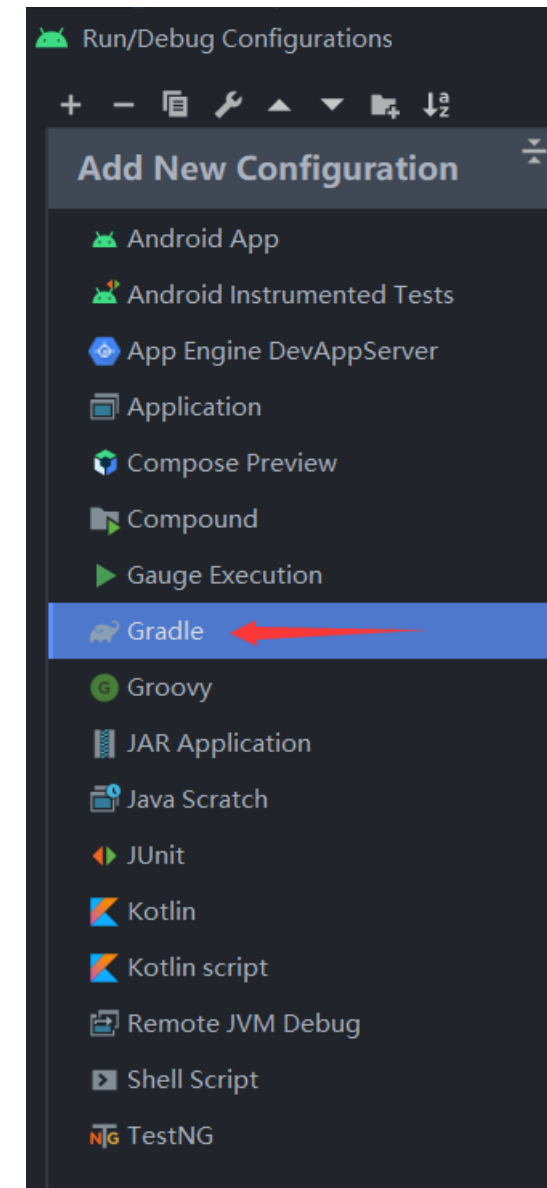 Run/Debug Configurations
Add New Configuration
Android App
Android Instrumented Tests
App Engine DevAppServer
Application
Compose Preview
Compound
Gauge Execution
Gradle
Groovy
JAR Application
Java Scratch
JUnit
Kotlin
Kotlin script
Remote JVM Debug
Shell Script
TestNG